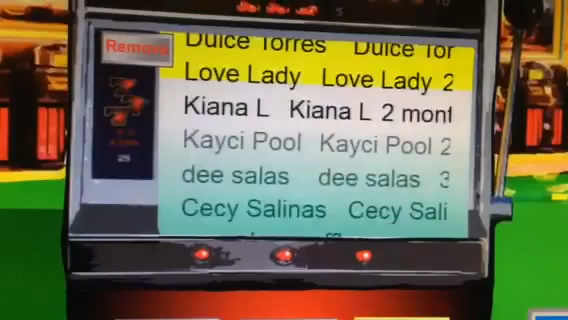 Dulce Torres Dulce Tor
Remove
Love Lady Love Lady 2
Kiana L Kiana L 2 mont
Kayci Pool Kayci Pool 2
25
dee salas dee salas 3
Cecy Salinas Cecy Sali